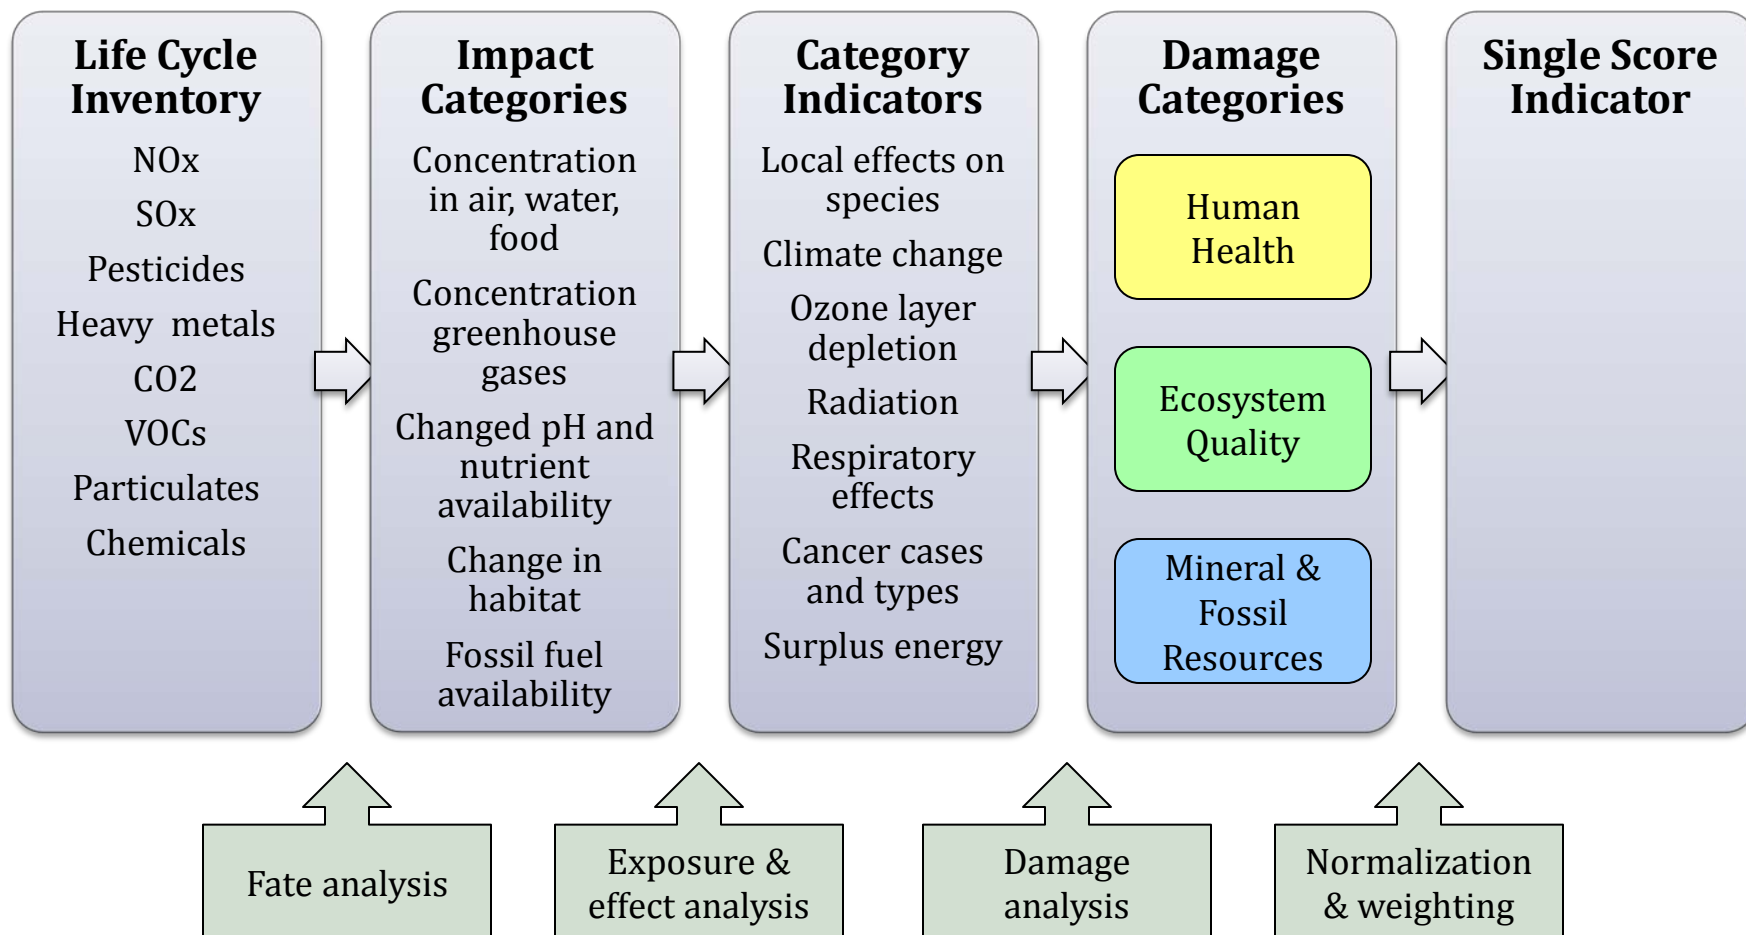 Life Cycle
Inventory
NOx
SOx
Pesticides
Heavy metals
CO2
VOCs
Particulates
Chemicals
Impact
Categories
Concentration
in air, water,
food
Concentration
greenhouse
gases
Changed pH and
nutrient
availability
Change in
habitat
Fossil fuel
availability
Category
Indicators
Local effects on
species
Climate change
Ozone layer
depletion
Radiation
Respiratory
effects
Cancer cases
and types
Surplus energy
Damage
Categories
Human
Health
Ecosystem
Quality
Mineral &
Fossil
Resources
Single Score
Indicator
Fate analysis
Exposure &
effect analysis
Damage
analysis
Normalization
& weighting